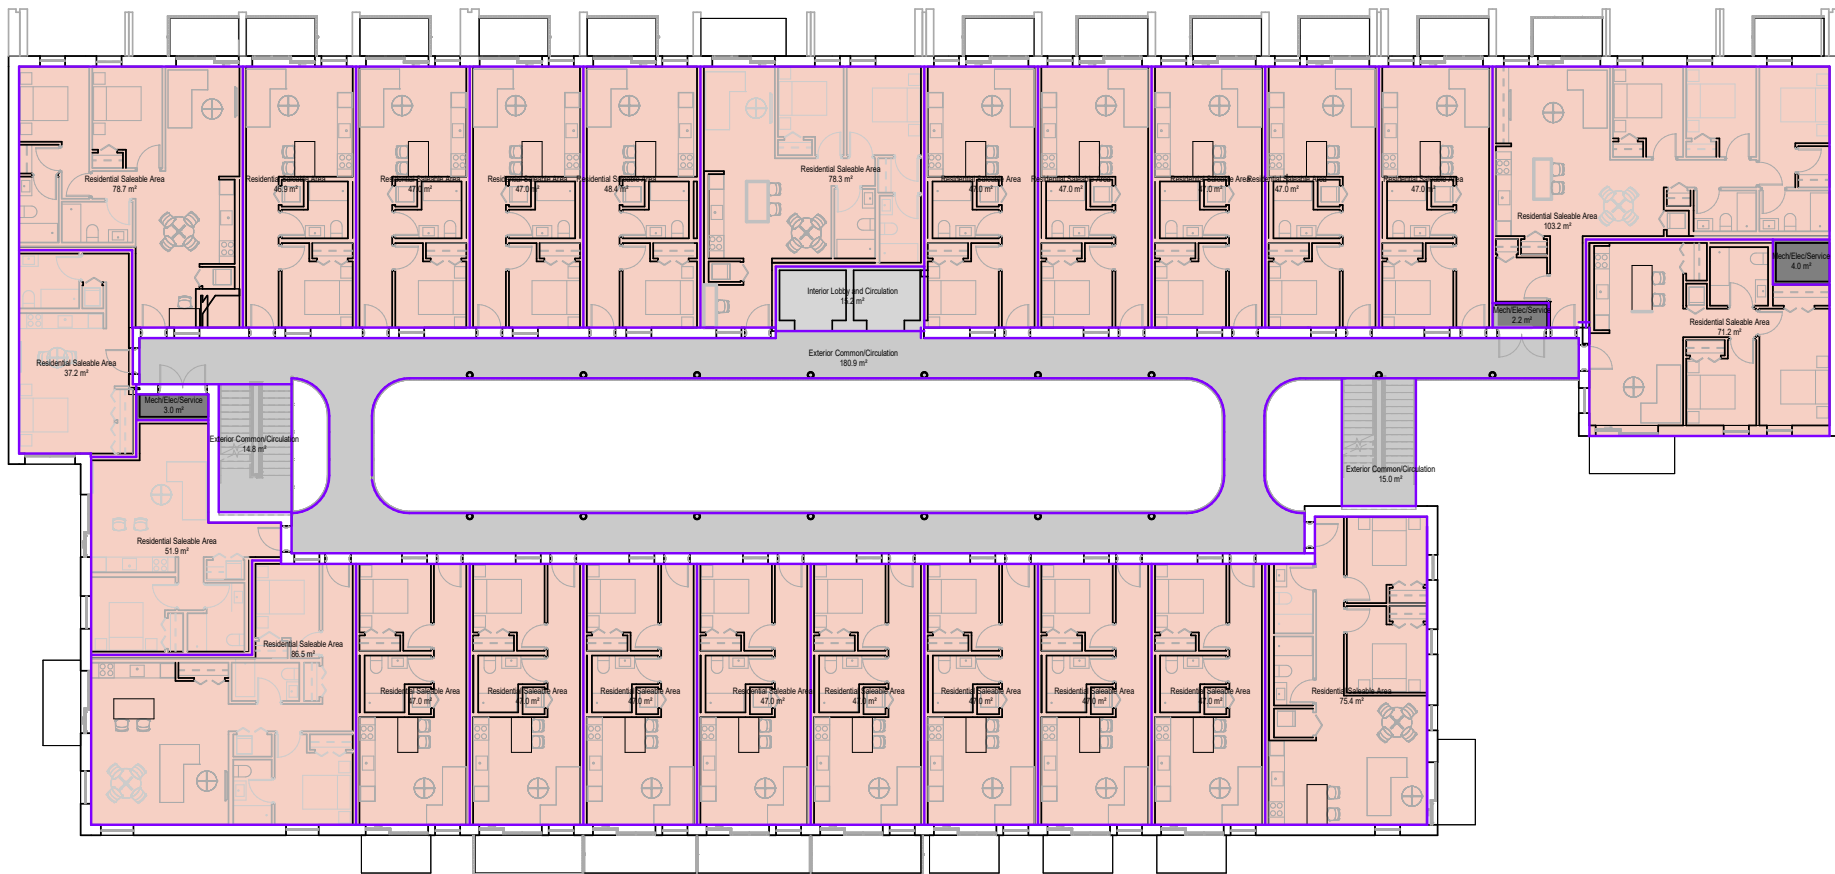 Residential Saleable Area
78.7 m²
Residential Saleable Area
46.9 m²
Residential Saleable Area
47.0 m²
Residential Saleable Area
47.0 m²
Residential Saleable Area
48.4 m²
Residential Saleable Area
78.3 m²
Residential Saleable Area
47.0 m²
Residential Saleable Area
47.0 m²
Residential Saleable Area
47.0 m²
Residential Saleable Area
47.0 m²
Residential Saleable Area
47.0 m²
Residential Saleable Area
103.2 m²
Mech/Elec/Service
4.0 m²
Interior Lobby and Circulation
15.2 m²
Mech/Elec/Service
2.2 m²
Residential Saleable Area
71.2 m²
Residential Saleable Area
37.2 m²
Exterior Common/Circulation
180.9 m²
Mech/Elec/Service
3.0 m²
Exterior Common/Circulation
14.8 m²
Exterior Common/Circulation
15.0 m²
Residential Saleable Area
51.9 m²
Residential Saleable Area
86.5 m²
Residential Saleable Area
47.0 m²
Residential Saleable Area
47.0 m²
Residential Saleable Area
47.0 m²
Residential Saleable Area
47.0 m²
Residential Saleable Area
47.0 m²
Residential Saleable Area
47.0 m²
Residential Saleable Area
47.0 m²
Residential Saleable Area
47.0 m²
Residential Saleable Area
75.4 m²